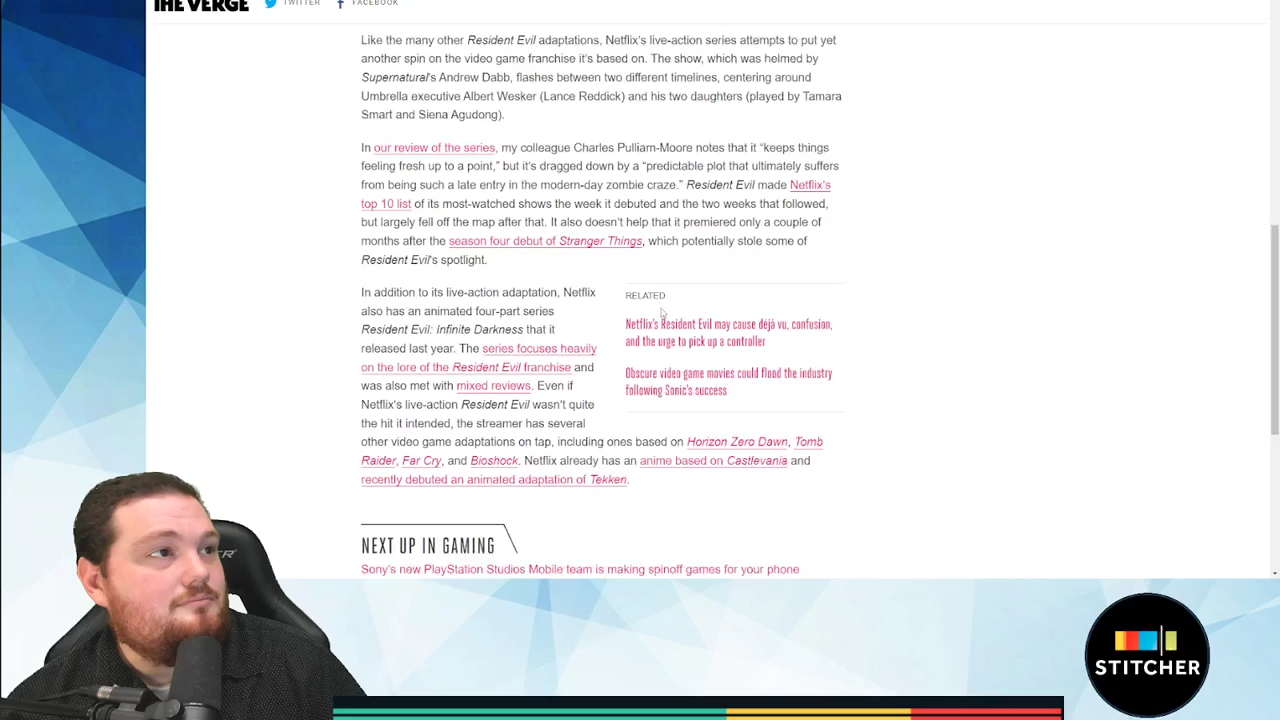 THE VERGE TWITTER FACEBOOK
Like the many other Resident Evil adaptations, Netflix's live-action series attempts to put yet
another spin on the video game franchise it's based on. The show, which was helmed by
Supernatural's Andrew Dabb, flashes between two different timelines, centering around
Umbrella executive Albert Wesker (Lance Reddick) and his two daughters (played by Tamara
Smart and Siena Agudong).
In our review of the series, my colleague Charles Pulliam-Moore notes that it “keeps things
feeling fresh up to a point,” but it's dragged down by a “predictable plot that ultimately suffers
from being such a late entry in the modern-day zombie craze.” Resident Evil made Netflix's
top 10 list of its most-watched shows the week it debuted and the two weeks that followed,
but largely fell off the map after that. It also doesn't help that it premiered only a couple of
months after the season four debut of Stranger Things, which potentially stole some of
Resident Evil's spotlight.
In addition to its live-action adaptation, Netflix
also has an animated four-part series
Resident Evil: Infinite Darkness that it
released last year. The series focuses heavily
on the lore of the Resident Evil franchise and
was also met with mixed reviews. Even if
Netflix's live-action Resident Evil wasn't quite
the hit it intended, the streamer has several
other video game adaptations on tap, including ones based on Horizon Zero Dawn, Tomb
Raider, Far Cry, and Bioshock. Netflix already has an anime based on Castlevania and
recently debuted an animated adaptation of Tekken.
RELATED
Netflix's Resident Evil may cause déjà vu, confusion,
and the urge to pick up a controller
Obscure video game movies could flood the industry
following Sonic's success
NEXT UP IN GAMING
Sony's new PlayStation Studios Mobile team is making spinoff games for your phone
STITCHER